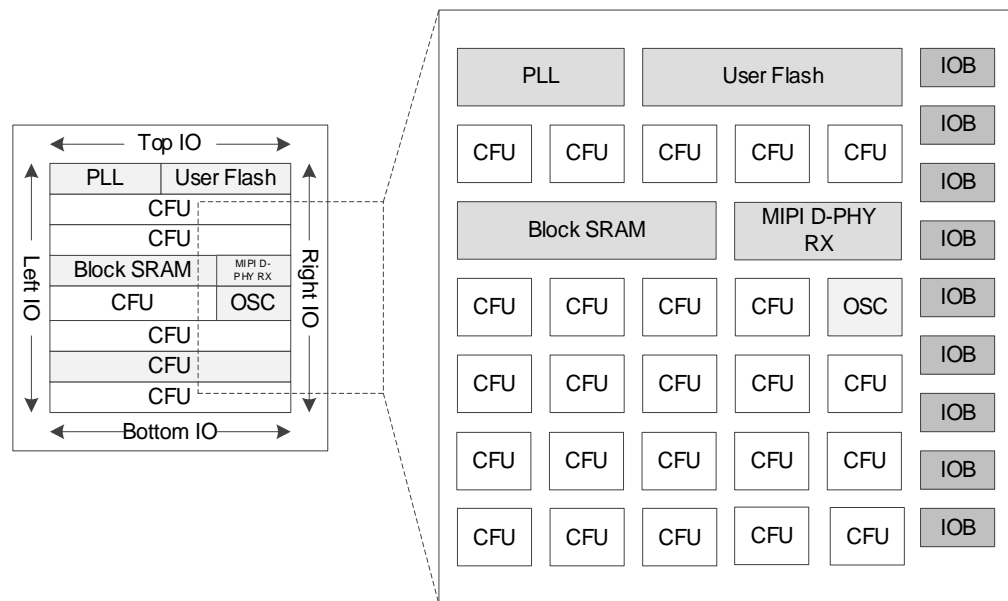 Top IO
Left IO
Right IO
PLL User Flash
CFU
CFU
Block SRAM MIPI D-
PHY RX
CFU OSC
CFU
CFU
CFU
Bottom IO
PLL User Flash IOB
IOB
CFU CFU CFU CFU CFU
IOB
Block SRAM MIPI D-PHY
RX
IOB
CFU CFU CFU CFU OSC IOB
IOB
CFU CFU CFU CFU CFU
IOB
CFU CFU CFU CFU CFU IOB
CFU CFU CFU CFU CFU IOB